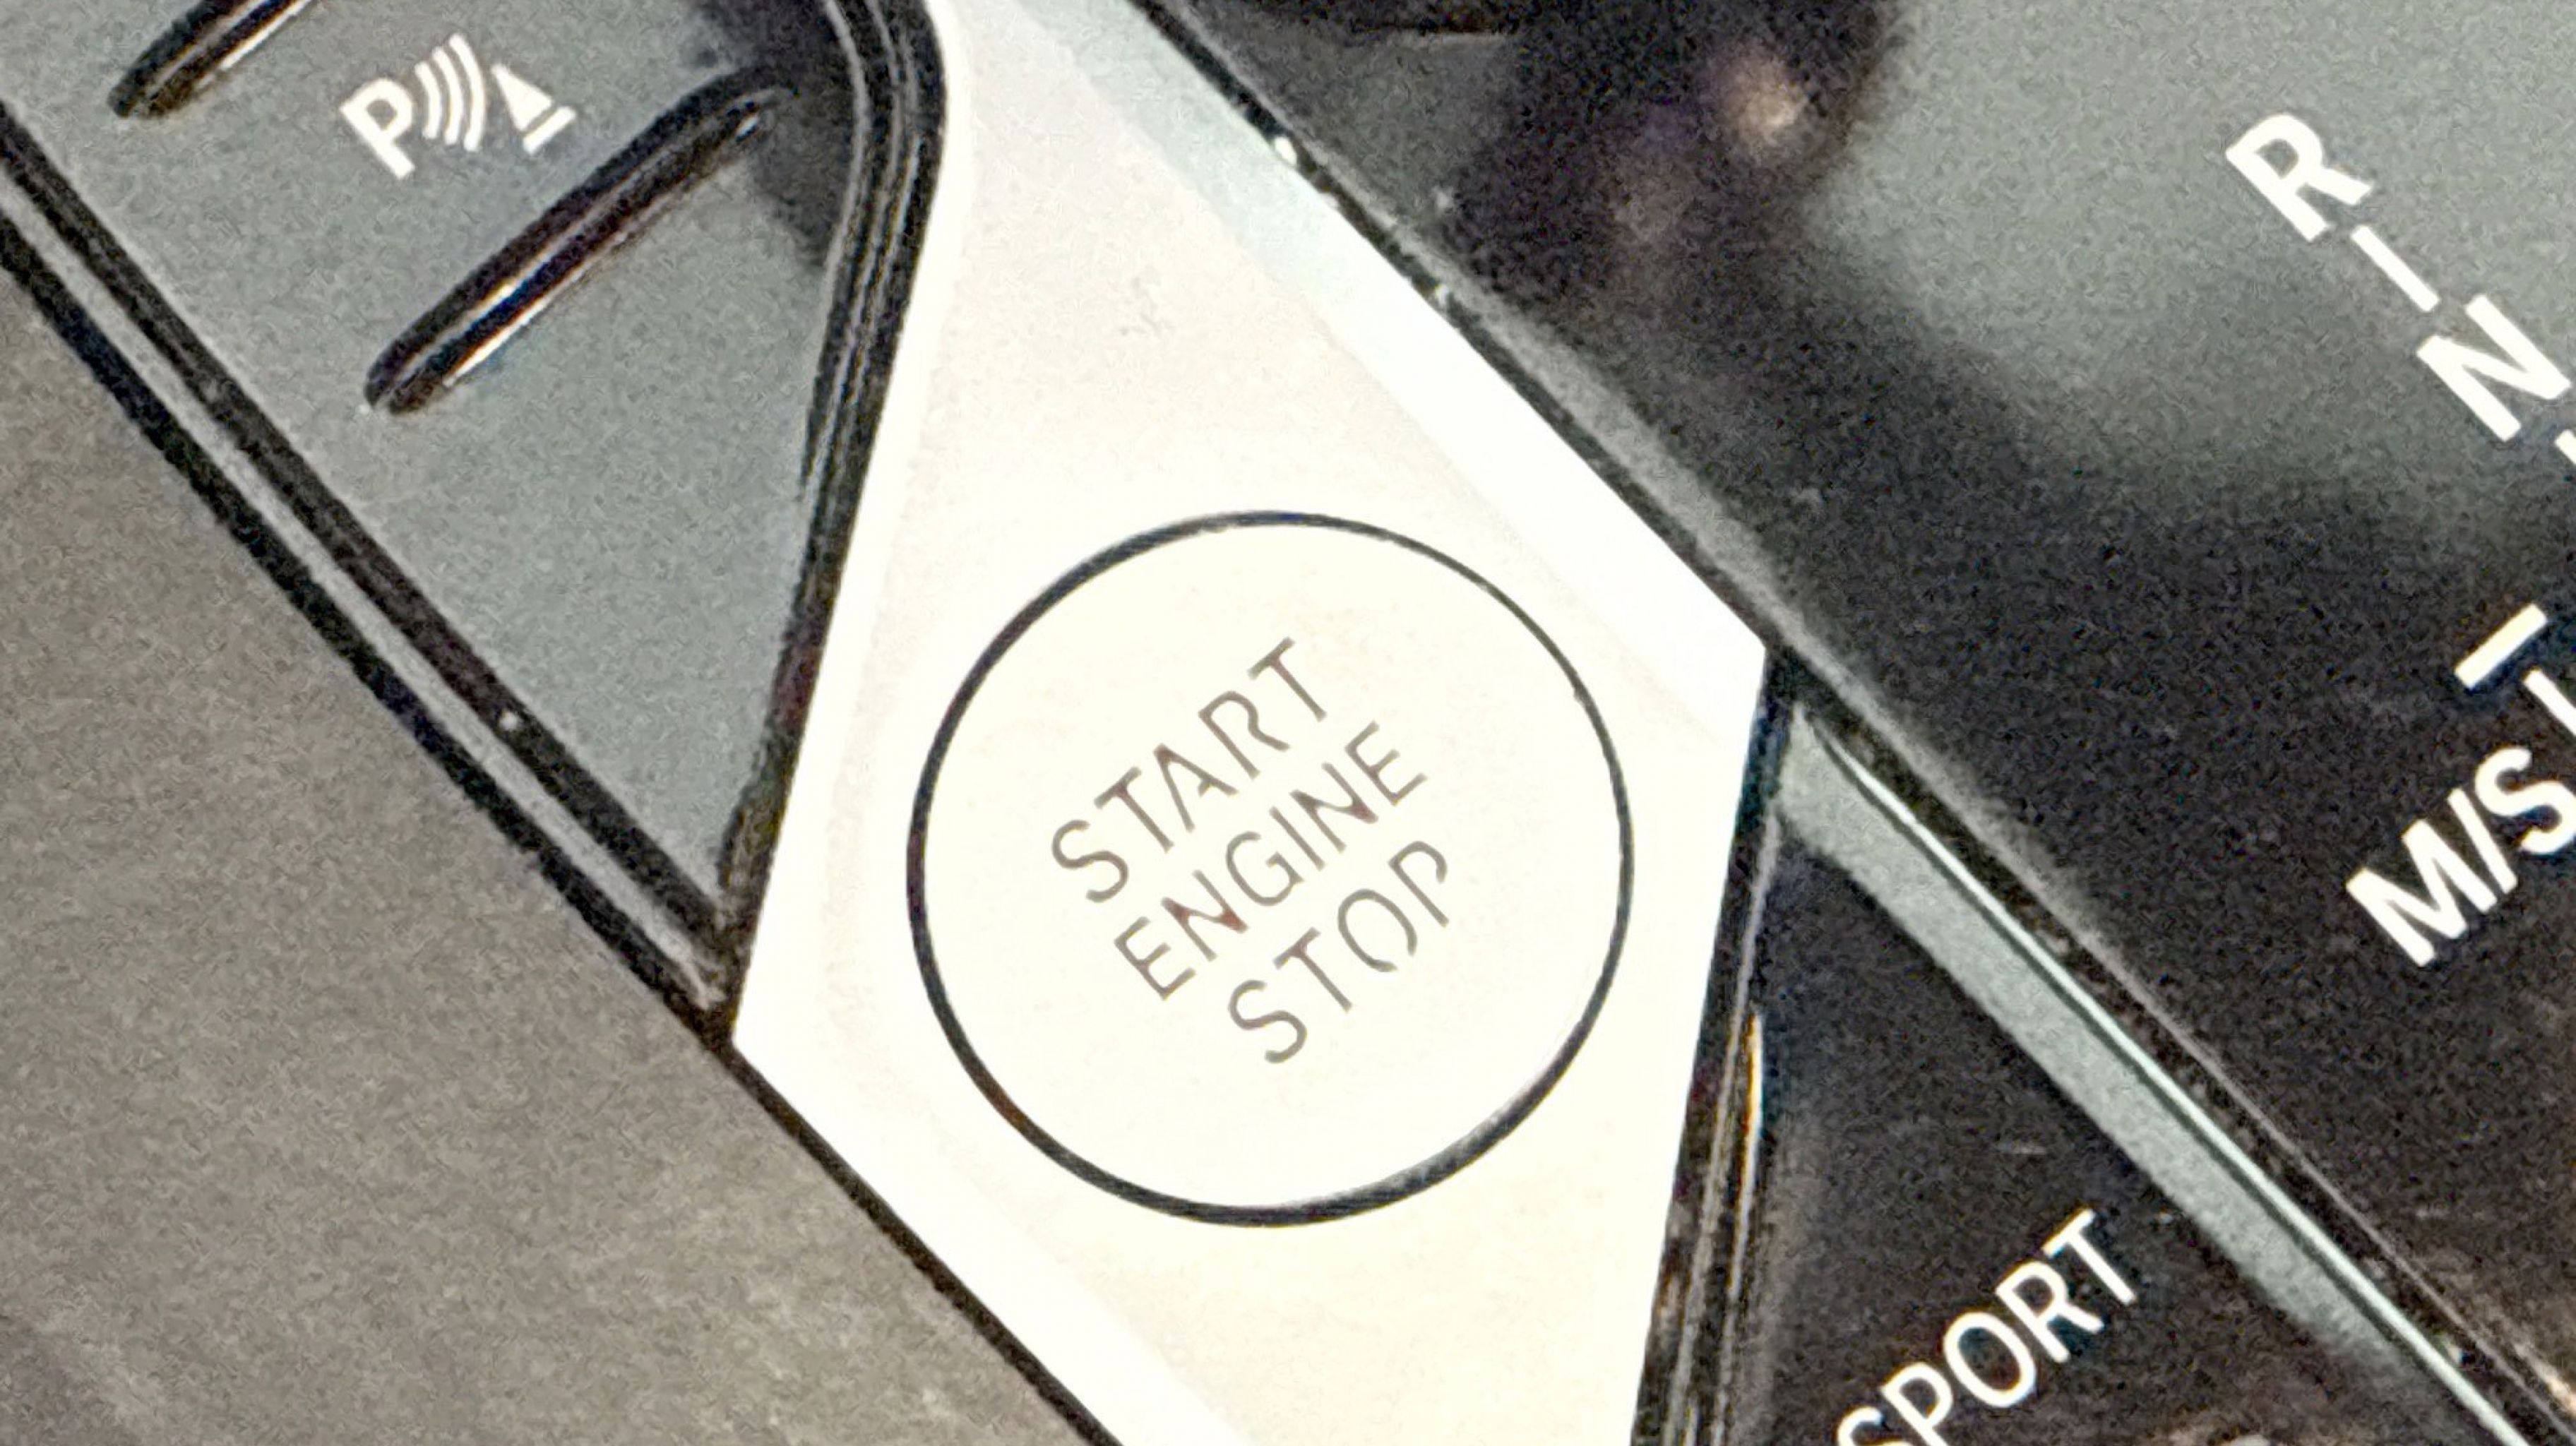 P
R
N
M/S
START
ENGINE
STOP
SPORT